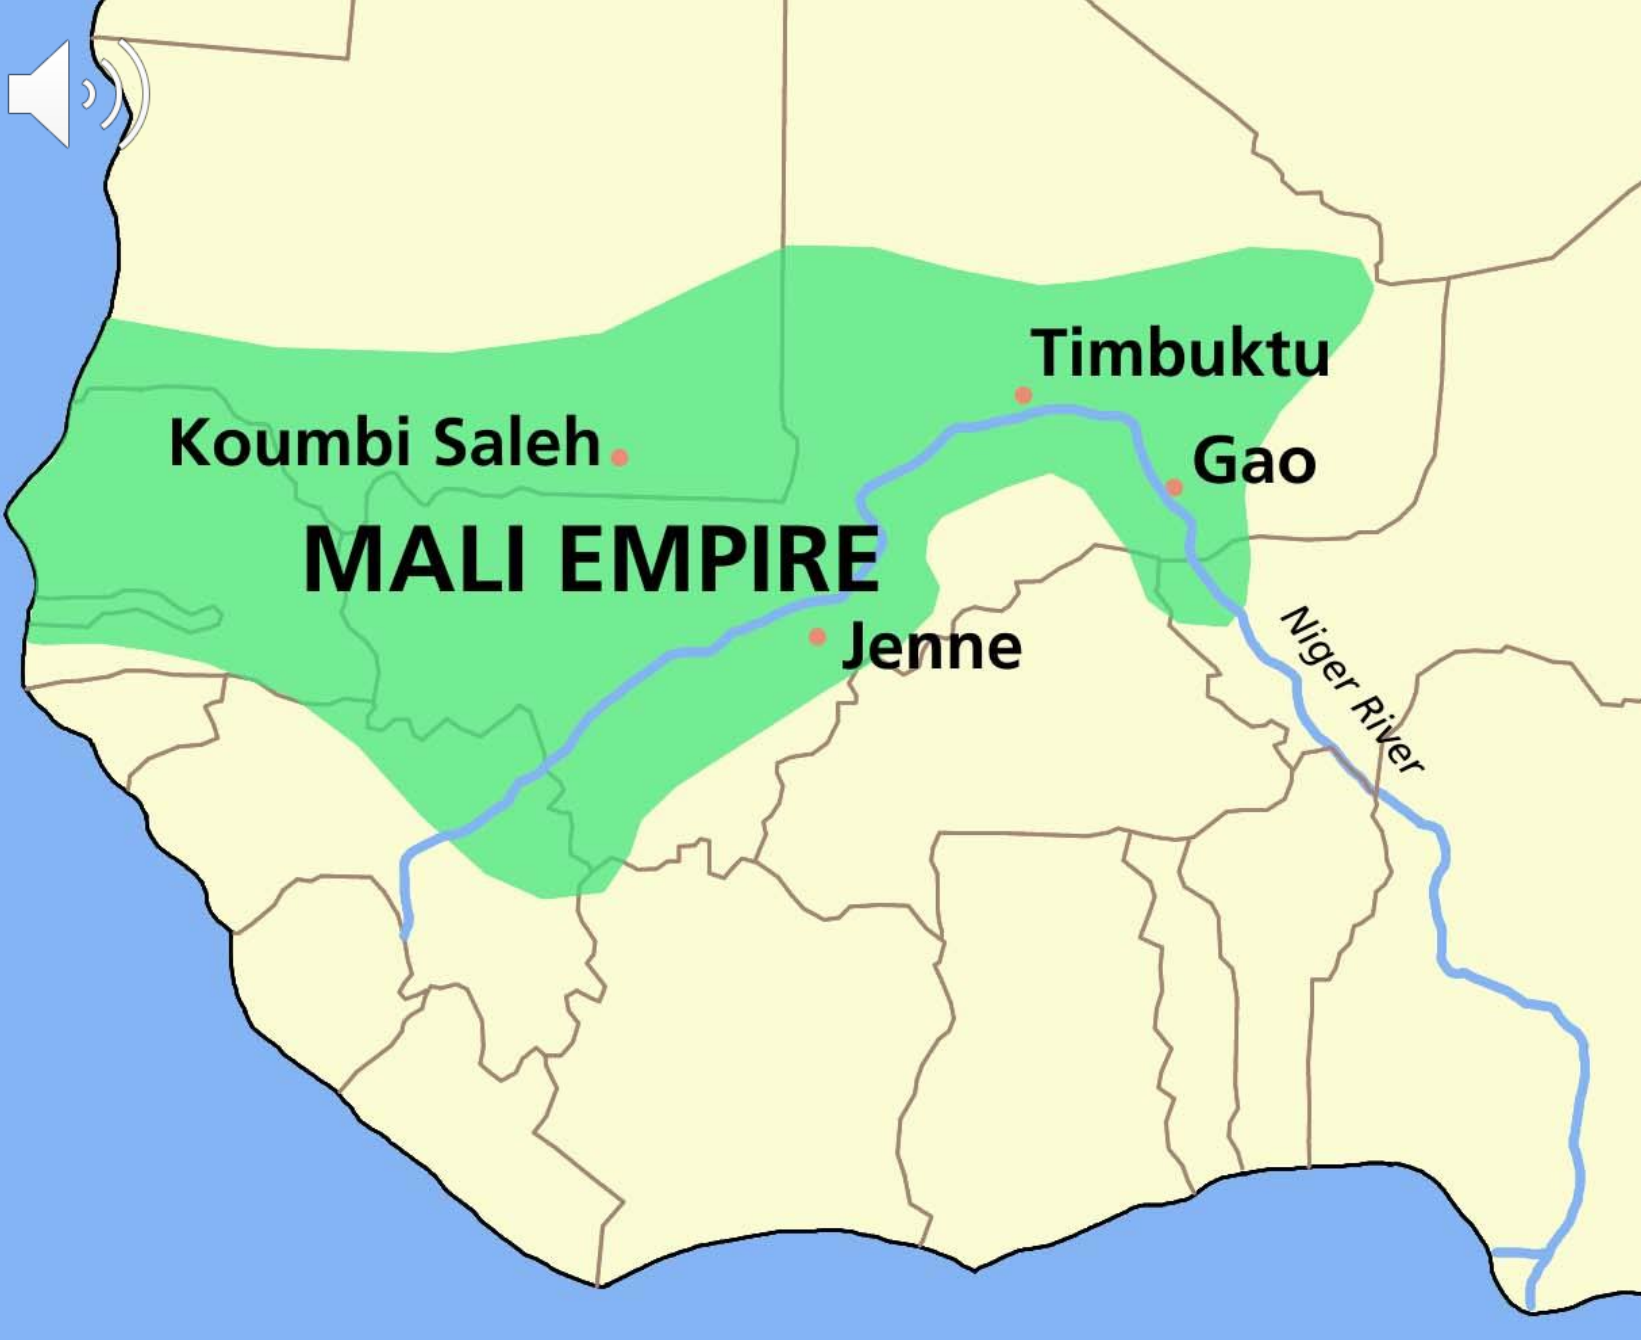 Timbuktu
Koumbi Saleh
Gao
MALI EMPIRE
Jenne
Niger River